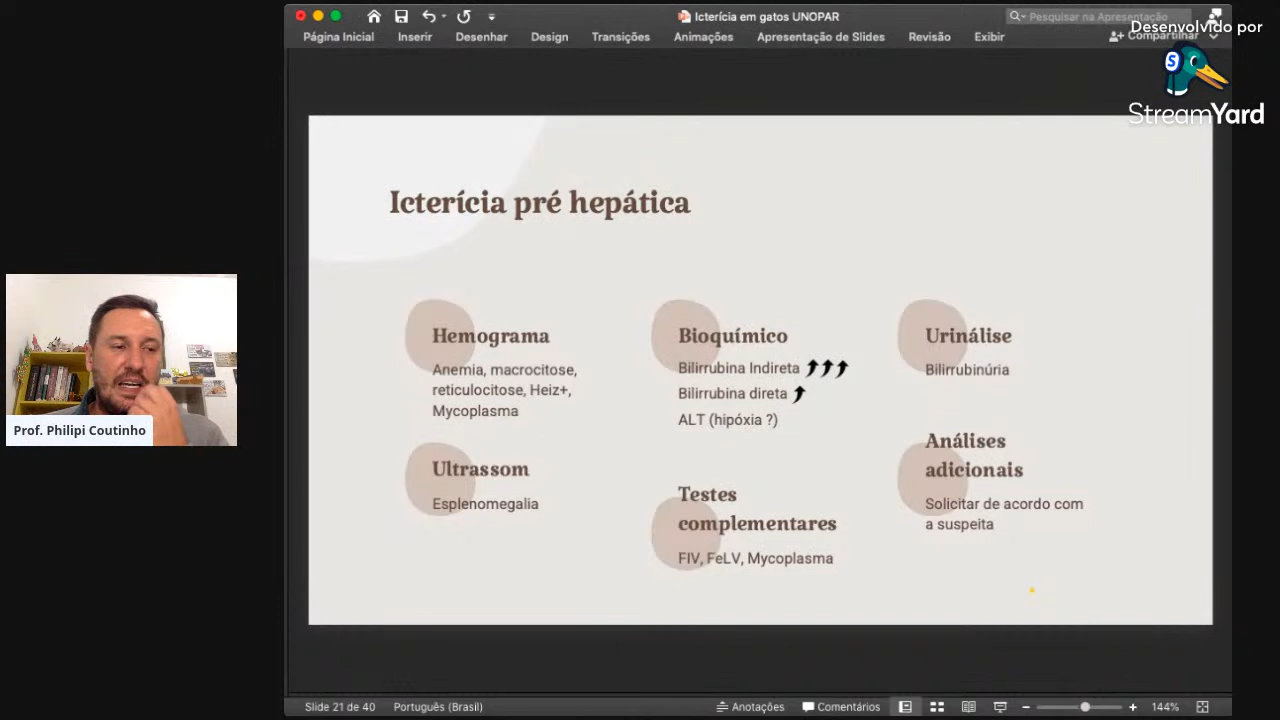 Icterícia em gatos UNOPAR
Pesquisar na Apresentação
Desenvolvido por
Página Inicial
Inserir
Desenhar
Design
Transições
Animações
Apresentação de Slides
Revisão
Exibir
Compartilhar
StreamYard
Icterícia pré hepática
Hemograma
Anemia, macrocitose,
reticulocitose, Heiz+,
Mycoplasma
Bioquímico
Bilirrubina Indireta
Bilirrubina direta
ALT (hipóxia ?)
Urinálise
Bilirrubinúria
Ultrassom
Esplenomegalia
Testes
complementares
FIV, FeLV, Mycoplasma
Análises
adicionais
Solicitar de acordo com
a suspeita
Prof. Philipi Coutinho
Slide 21 de 40
Português (Brasil)
Anotações
Comentários
144%